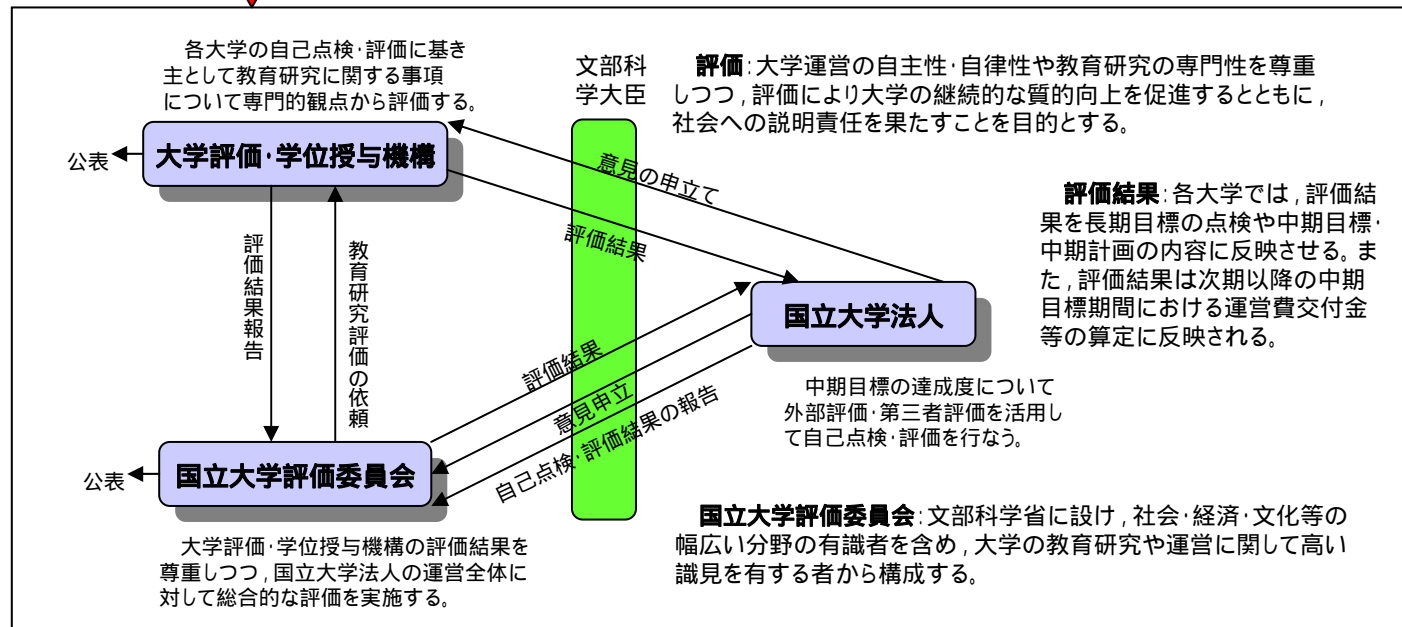 各大学の自己点検・評価に基き
主として教育研究に関する事項
について専門的観点から評価する。
大学評価・学位授与機構
公表
文部科
学大臣
評価：大学運営の自主性・自律性や教育研究の専門性を尊重
しつつ，評価により大学の継続的な質的向上を促進するとともに，
社会への説明責任を果たすことを目的とする。
意見の申立て
評価結果
評価結果：各大学では，評価結
果を長期目標の点検や中期目標・
中期計画の内容に反映させる。ま
た，評価結果は次期以降の中期
目標期間における運営費交付金
等の算定に反映される。
評価結果報告
教育研究評価の依頼
国立大学法人
中期目標の達成度について
外部評価・第三者評価を活用し
て自己点検・評価を行なう。
評価結果
意見申立
自己点検・評価結果の報告
国立大学評価委員会
公表
大学評価・学位授与機構の評価結果を
尊重しつつ，国立大学法人の運営全体に
対して総合的な評価を実施する。
国立大学評価委員会：文部科学省に設け，社会・経済・文化等の
幅広い分野の有識者を含め，大学の教育研究や運営に関して高い
識見を有する者から構成する。